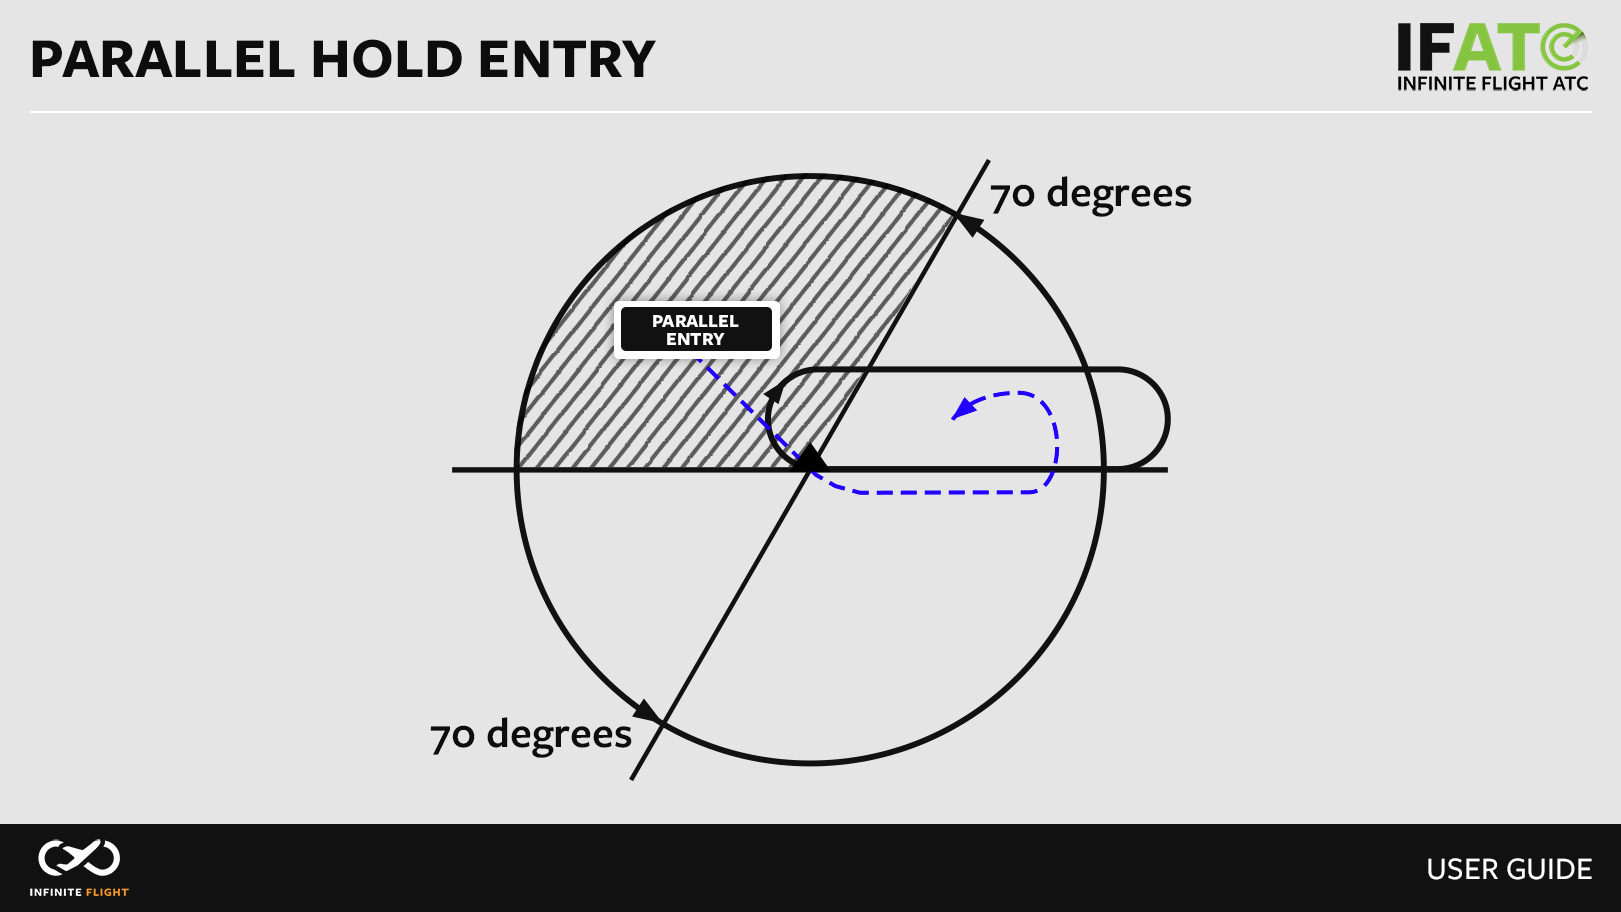 PARALLEL HOLD ENTRY
IFATC
INFINITE FLIGHT ATC
70 degrees
PARALLEL
ENTRY
70 degrees
INFINITE FLIGHT
USER GUIDE